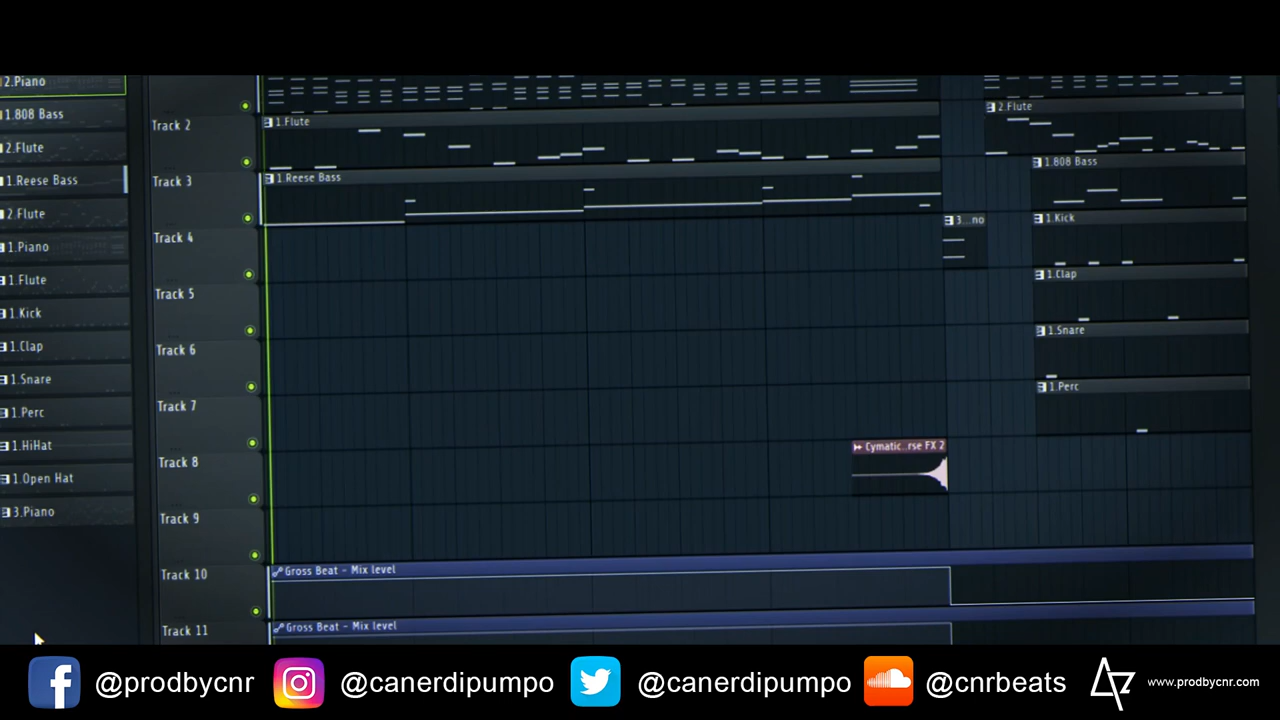 2.Piano
1.808 Bass
2.Flute
1.Reese Bass
2.Flute
1.Piano
1.Flute
1.Kick
1.Clap
1.Snare
1.Perc
1.HiHat
1.Open Hat
3.Piano
Track 2
Track 3
Track 4
Track 5
Track 6
Track 7
Track 8
Track 9
Track 10
Track 11
1.Flute
1.Reese Bass
Cymatic..rse FX 2
Gross Beat - Mix level
Gross Beat - Mix level
3...no
2.Flute
1.808 Bass
1.Kick
1.Clap
1.Snare
1.Perc
@prodbycnr
@canerdipumpo
@canerdipumpo
@cnrbeats
www.prodbycnr.com